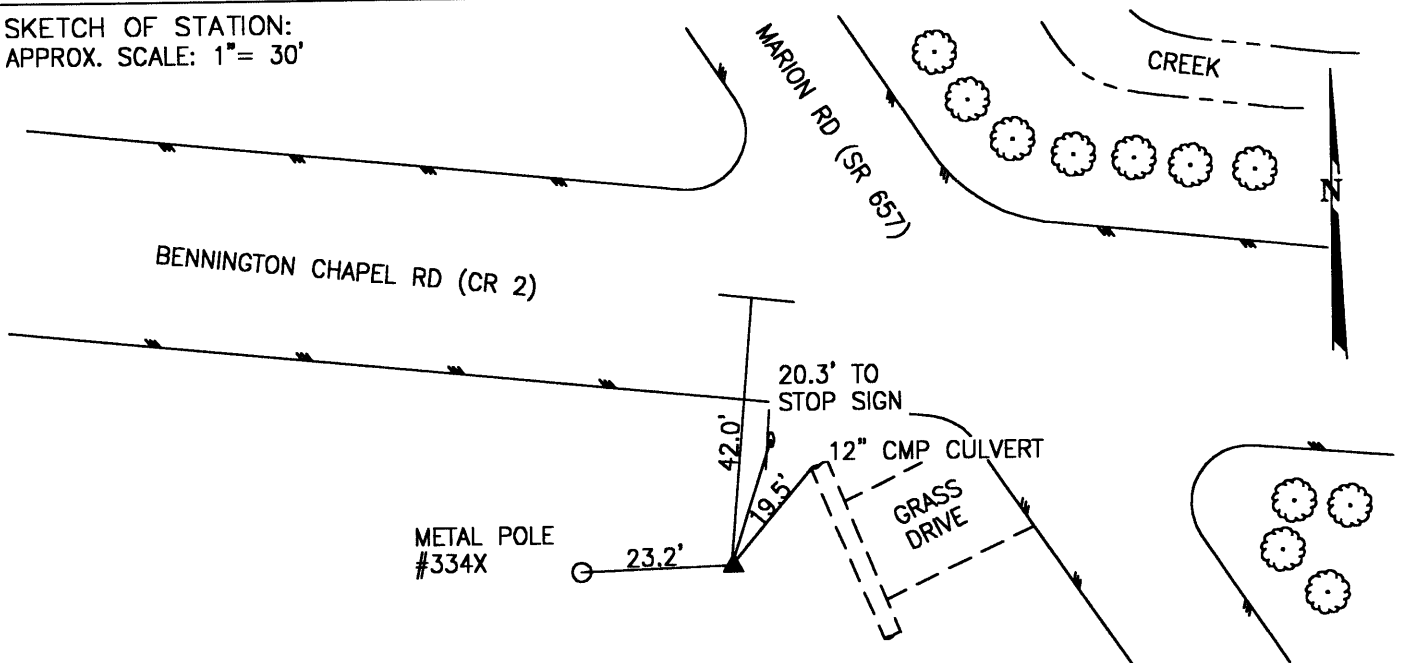 SKETCH OF STATION:
APPROX. SCALE: 1"= 30'
MARION RD (SR 657)
CREEK
N
BENNINGTON CHAPEL RD (CR 2)
20.3' TO
STOP SIGN
42.0'
12" CMP CULVERT
19.5'
GRASS
DRIVE
METAL POLE
#334X
23.2'